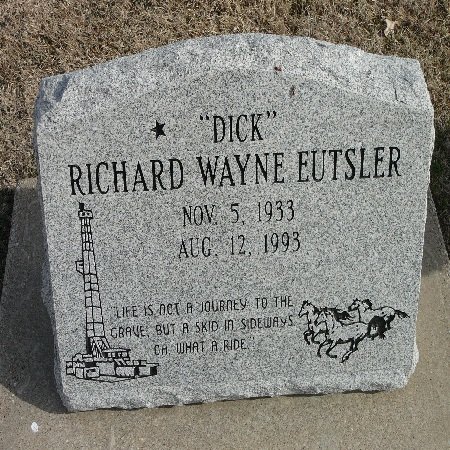 "DICK"
RICHARD WAYNE EUTSLER
NOV. 5, 1933
AUG. 12, 1993
"LIFE IS NOT A JOURNEY TO THE
GRAVE, BUT A SKID IN SIDEWAYS,
OH, WHAT A RIDE!"